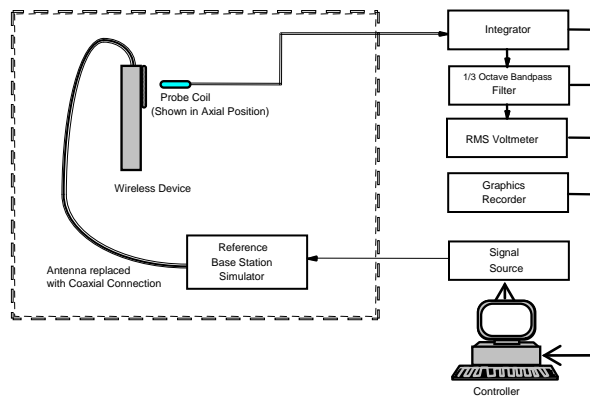 Integrator
1/3 Octave Bandpass
Filter
RMS Voltmeter
Graphics
Recorder
Probe Coil
(Shown in Axial Position)
Wireless Device
Reference
Base Station
Simulator
Antenna replaced
with Coaxial Connection
Signal
Source
Controller